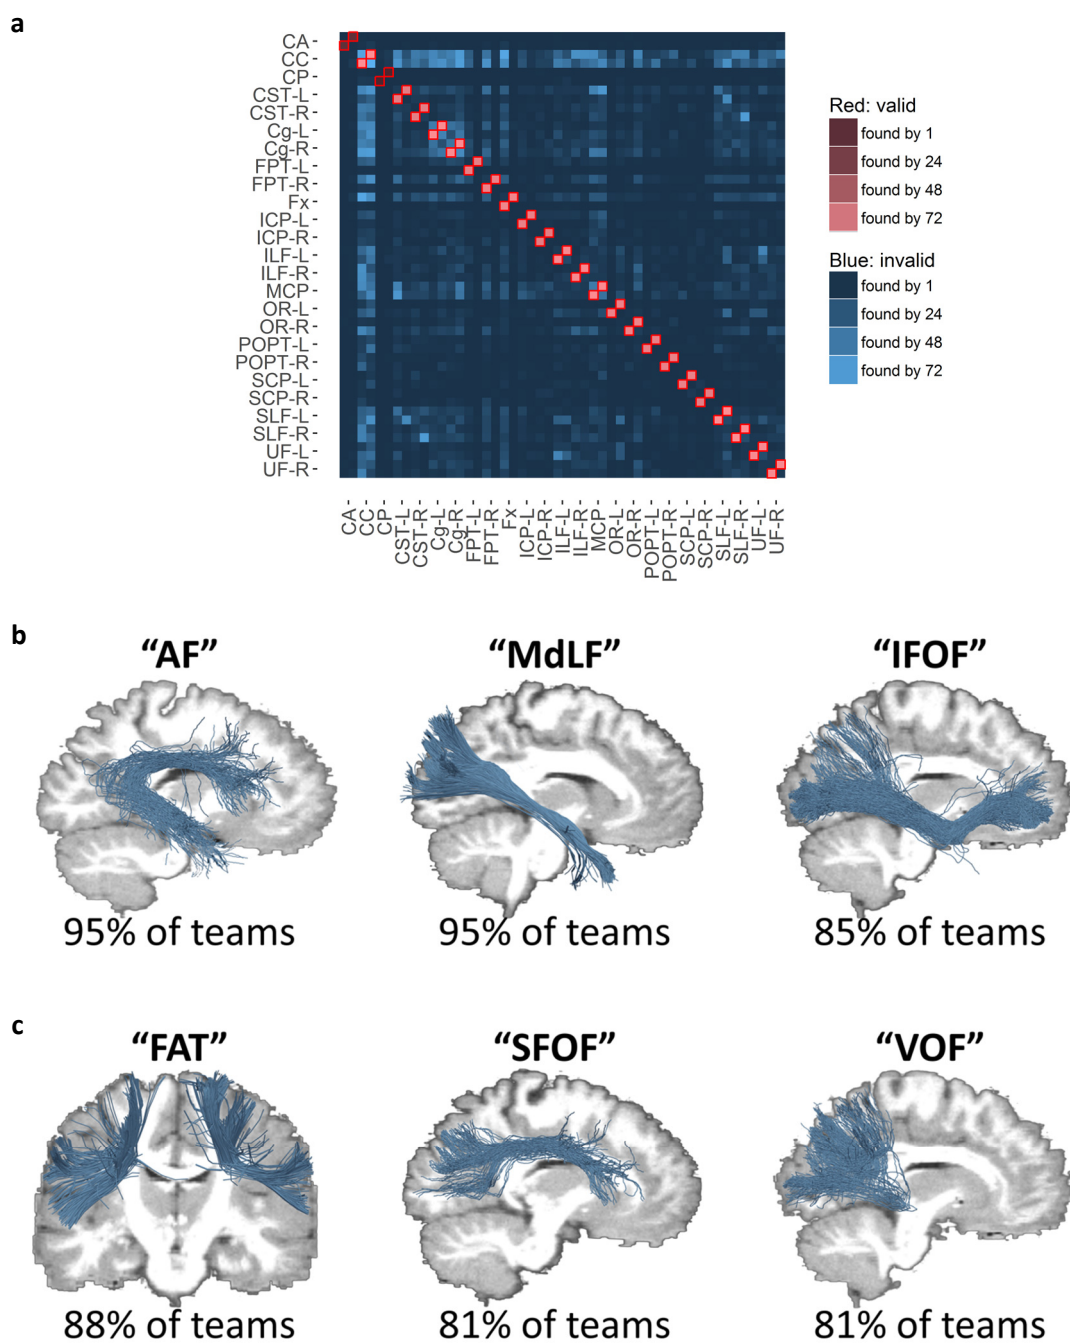 a
CA
CC
CP
CST-L
CST-R
Cg-L
Cg-R
FPT-L
FPT-R
Fx
ICP-L
ICP-R
ILF-L
ILF-R
MCP
OR-L
OR-R
POPT-L
POPT-R
SCP-L
SCP-R
SLF-L
SLF-R
UF-L
UF-R
CA
CC
CP
CST-L
CST-R
Cg-L
Cg-R
FPT-L
FPT-R
Fx
ICP-L
ICP-R
ILF-L
ILF-R
MCP
OR-L
OR-R
POPT-L
POPT-R
SCP-L
SCP-R
SLF-L
SLF-R
UF-L
UF-R
Red: valid
found by 1
found by 24
found by 48
found by 72
Blue: invalid
found by 1
found by 24
found by 48
found by 72
b
“AF” “MdLF” “IFOF”
95% of teams 95% of teams 85% of teams
c
“FAT” “SFOF” “VOF”
88% of teams 81% of teams 81% of teams